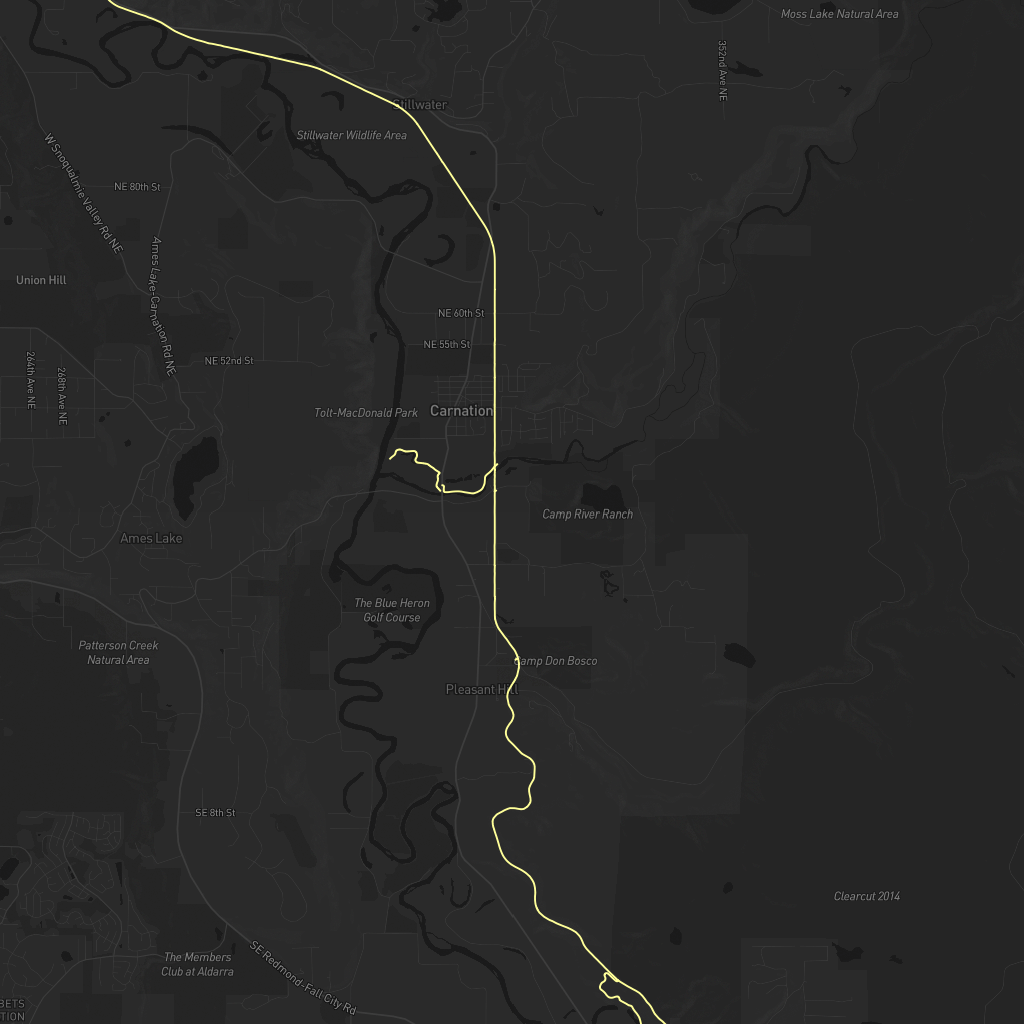 Moss Lake Natural Area
352nd Ave NE
Stillwater
Stillwater Wildlife Area
W Snoqualmie Valley Rd NE
NE 80th St
Ames Lake-Carnation Rd NE
Union Hill
NE 60th St
NE 55th St
NE 52nd St
264th Ave NE
268th Ave NE
Tolt-MacDonald Park
Carnation
Camp River Ranch
Ames Lake
The Blue Heron
Golf Course
Patterson Creek
Natural Area
Camp Don Bosco
Pleasant Hill
SE 8th St
Clearcut 2014
The Members
Club at Aldarra
SE Redmond-Fall City Rd
BETS
TION